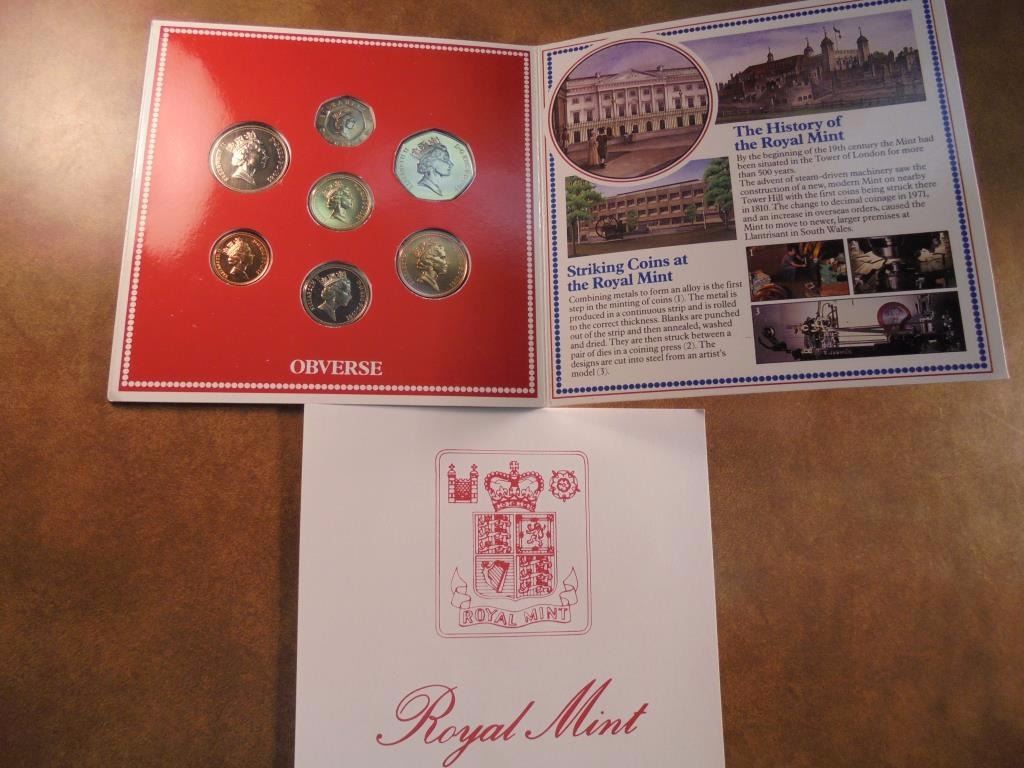 OBVERSE
The History of
the Royal Mint
By the beginning of the 19th century the Mint had
been situated in the Tower of London for more
than 500 years.
The advent of steam-driven machinery saw the
construction of a new, modern Mint on nearby
Tower Hill with the first coins being struck there
in 1810. The change to decimal coinage in 1971,
and an increase in overseas orders, caused the
Mint to move to newer, larger premises at
Llantrisant in South Wales.
Striking Coins at
the Royal Mint
Combining metals to form an alloy is the first
step in the minting of coins (1). The metal is
produced in a continuous strip and is rolled
to the correct thickness. Blanks are punched
out of the strip and then annealed, washed
and dried. They are then struck between a
pair of dies in a coining press (2). The
designs are cut into steel from an artist's
model (3).
1
3
ROYAL MINT
Royal Mint